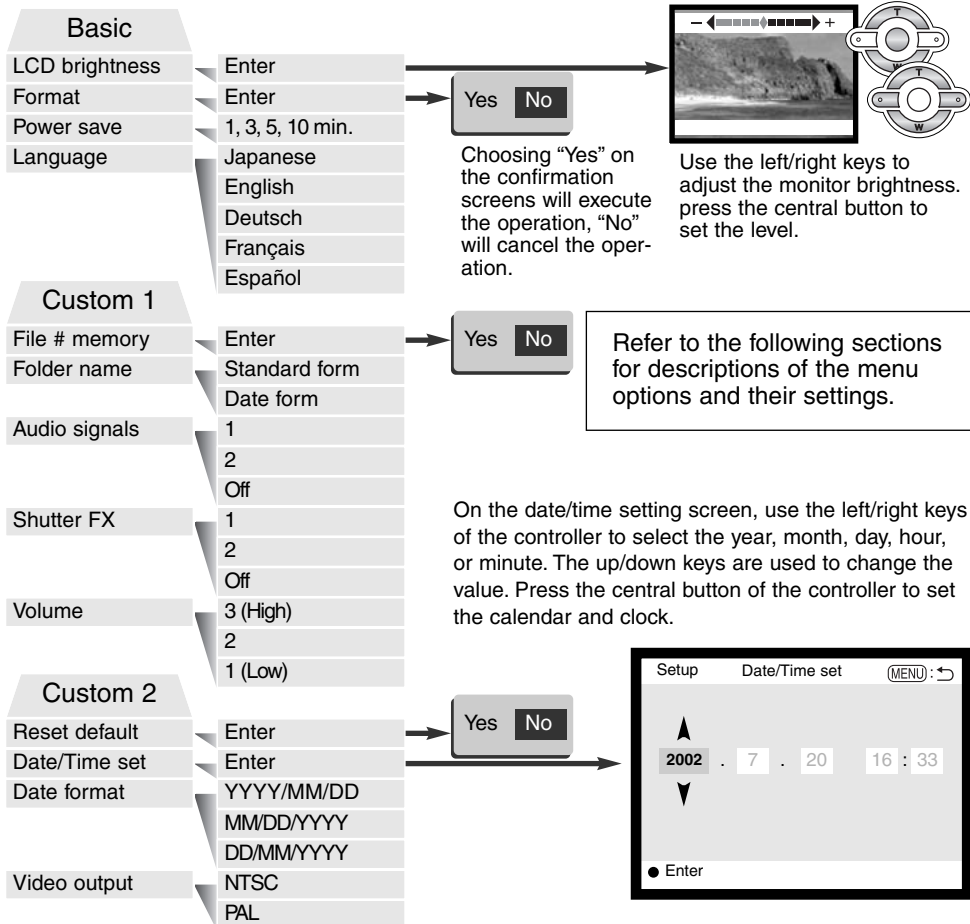 Basic
LCD brightness Enter
Format Enter
Power save 1, 3, 5, 10 min.
Language Japanese
English
Deutsch
Français
Español
Yes No
Choosing “Yes” on
the confirmation
screens will execute
the operation, “No”
will cancel the oper-
ation.
– +
T
W
T
W
Use the left/right keys to
adjust the monitor brightness.
press the central button to
set the level.
Custom 1
File # memory Enter
Folder name Standard form
Date form
Audio signals 1
2
Off
Shutter FX 1
2
Off
Volume 3 (High)
2
1 (Low)
Yes No
Refer to the following sections
for descriptions of the menu
options and their settings.
On the date/time setting screen, use the left/right keys
of the controller to select the year, month, day, hour,
or minute. The up/down keys are used to change the
value. Press the central button of the controller to set
the calendar and clock.
Custom 2
Reset default Enter
Date/Time set Enter
Date format YYYY/MM/DD
MM/DD/YYYY
DD/MM/YYYY
Video output NTSC
PAL
Yes No
Setup Date/Time set MENU :
2002 . 7 . 20 16 : 33
Enter